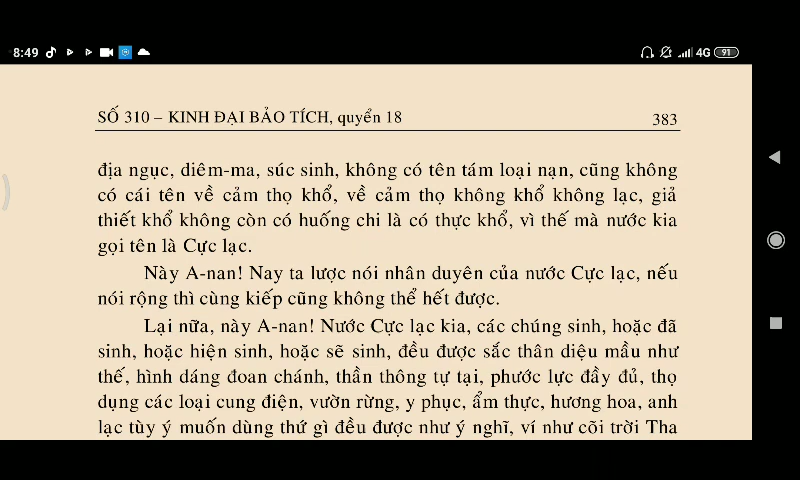 8:49
4G 91
SỐ 310 – KINH ĐẠI BẢO TÍCH, quyển 18 383
địa ngục, diêm-ma, súc sinh, không có tên tám loại nạn, cũng không
có cái tên về cảm thọ khổ, về cảm thọ không khổ không lạc, giả
thiết khổ không còn có huống chi là có thực khổ, vì thế mà nước kia
gọi tên là Cực lạc.
Này A-nan! Nay ta lược nói nhân duyên của nước Cực lạc, nếu
nói rộng thì cùng kiếp cũng không thể hết được.
Lại nữa, này A-nan! Nước Cực lạc kia, các chúng sinh, hoặc đã
sinh, hoặc hiện sinh, hoặc sẽ sinh, đều được sắc thân diệu mầu như
thế, hình dáng đoan chánh, thần thông tự tại, phước lực đầy đủ, thọ
dụng các loại cung điện, vườn rừng, y phục, ẩm thực, hương hoa, anh
lạc tùy ý muốn dùng thứ gì đều được như ý nghĩ, ví như cõi trời Tha